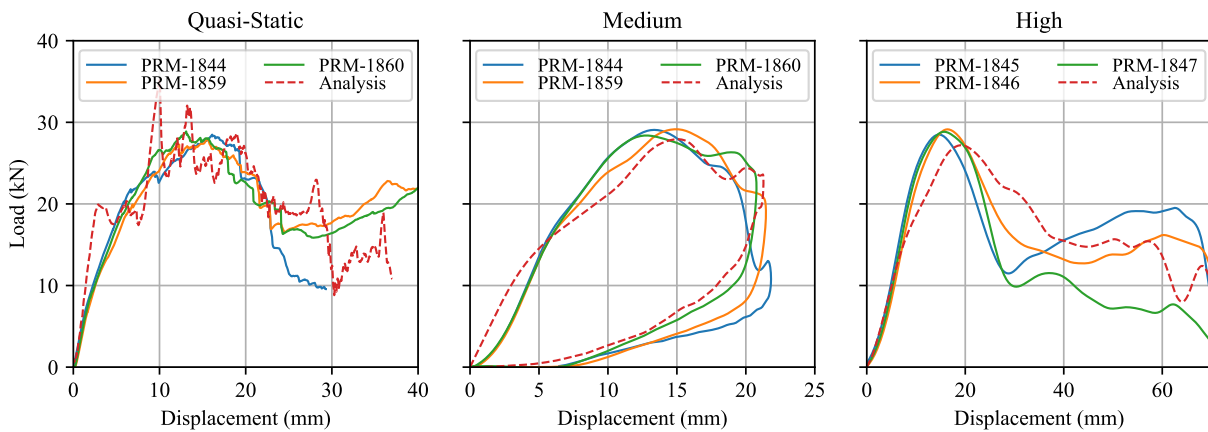 Quasi-Static Medium High
40
30
20
10
0
Load (kN)
PRM-1844 PRM-1860
PRM-1859 Analysis
0 10 20 30 40
Displacement (mm)
PRM-1844 PRM-1860
PRM-1859 Analysis
0 5 10 15 20 25
Displacement (mm)
PRM-1845 PRM-1847
PRM-1846 Analysis
0 20 40 60
Displacement (mm)